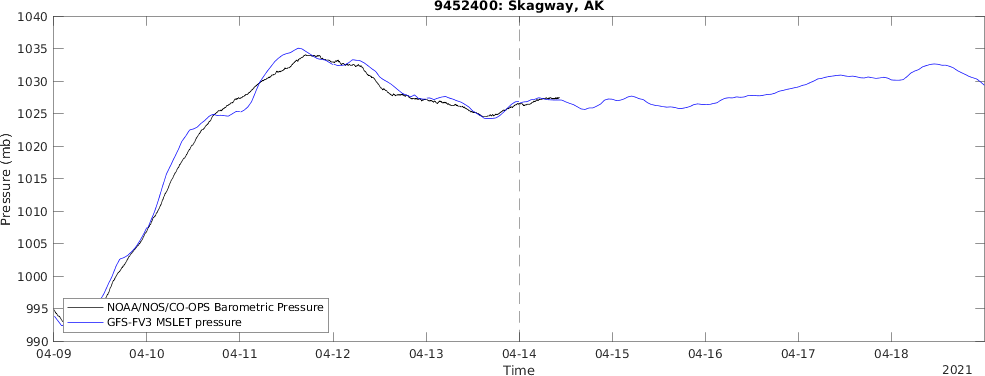 9452400: Skagway, AK
Pressure (mb)
1040
1035
1030
1025
1020
1015
1010
1005
1000
995
990
NOAA/NOS/CO-OPS Barometric Pressure
GFS-FV3 MSLET pressure
04-09 04-10 04-11 04-12 04-13 04-14 04-15 04-16 04-17 04-18
Time
2021